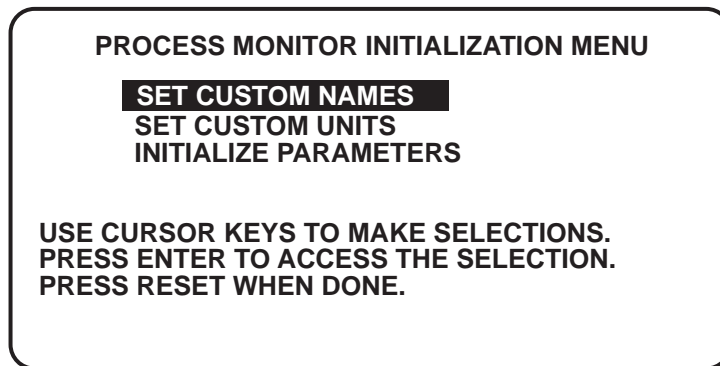 PROCESS MONITOR INITIALIZATION MENU
SET CUSTOM NAMES
SET CUSTOM UNITS
INITIALIZE PARAMETERS
USE CURSOR KEYS TO MAKE SELECTIONS.
PRESS ENTER TO ACCESS THE SELECTION.
PRESS RESET WHEN DONE.